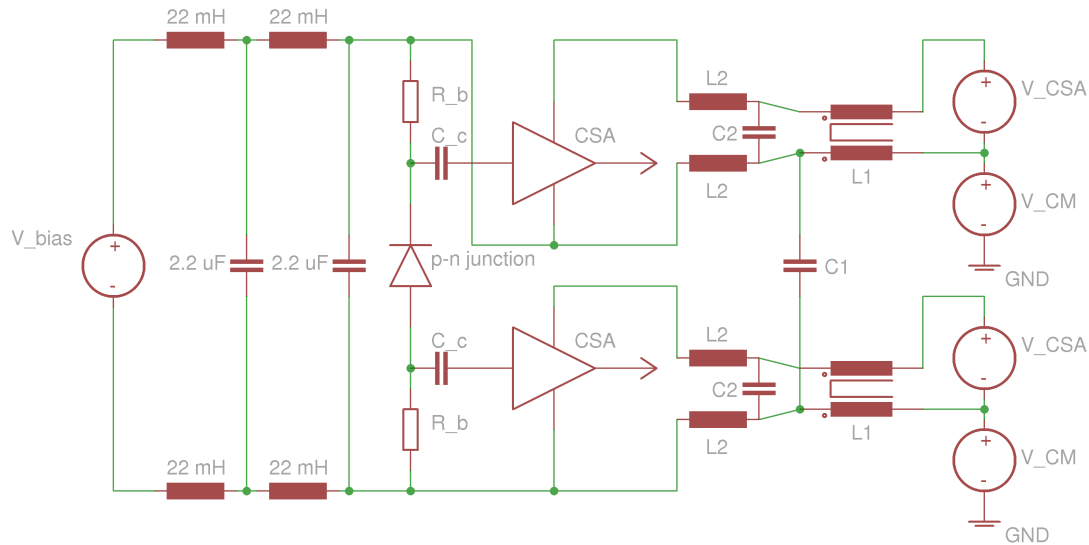 22 mH 22 mH
L2
V_CSA
R_b
C_c
CSA
C2
L2
L1
V_CM
V_bias
2.2 uF 2.2 uF
p-n junction
C1
GND
C_c
CSA
L2
V_CSA
C2
R_b
L2
L1
V_CM
22 mH 22 mH
GND